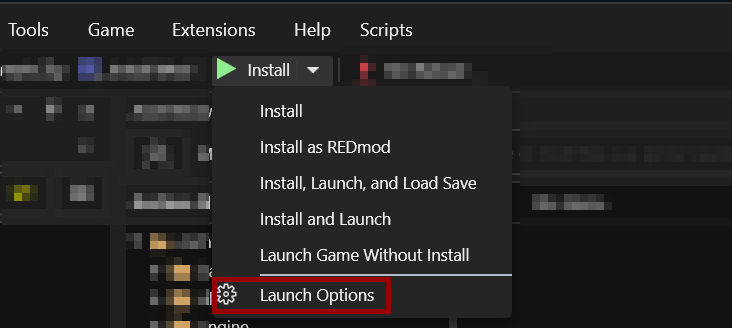 Tools Game Extensions Help Scripts
Install
Install
Install as REDmod
Install, Launch, and Load Save
Install and Launch
Launch Game Without Install
Launch Options